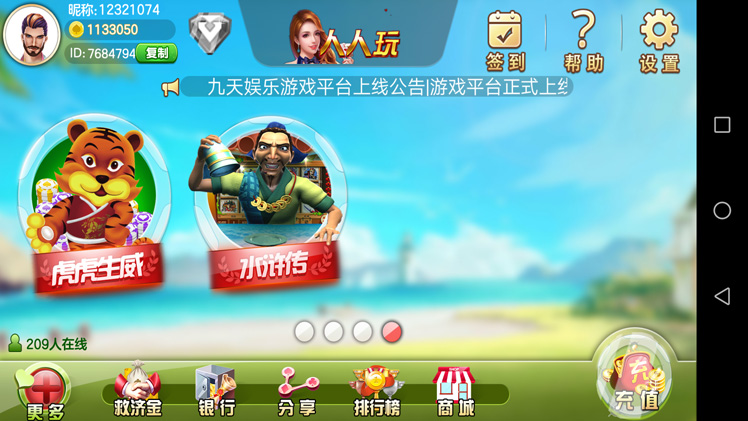 昵称:12321074
1133050
ID:7684794
复制
人人玩
签到
帮助
设置
九天娱乐游戏平台上线公告|游戏平台正式上线
虎虎生威
水浒传
209人在线
更多
救济金
银行
分享
排行榜
商城
充值